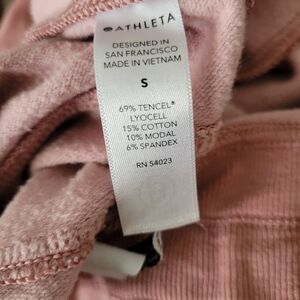 ATHLETA
DESIGNED IN
SAN FRANCISCO
MADE IN VIETNAM
S
69% TENCEL®
LYOCELL
15% COTTON
10% MODAL
6% SPANDEX
RN 54023